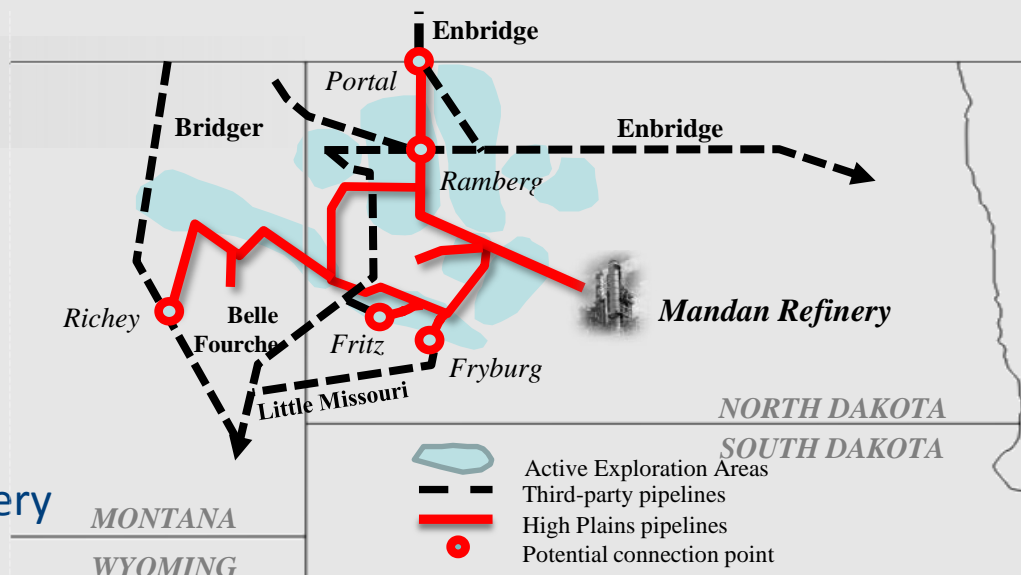 Enbridge
Portal
Bridger
Enbridge
Ramberg
Richey
Belle
Fourche
Fritz
Mandan Refinery
Fryburg
Little Missouri
NORTH DAKOTA
SOUTH DAKOTA
Active Exploration Areas
Third-party pipelines
High Plains pipelines
Potential connection point
ery
MONTANA
WYOMING